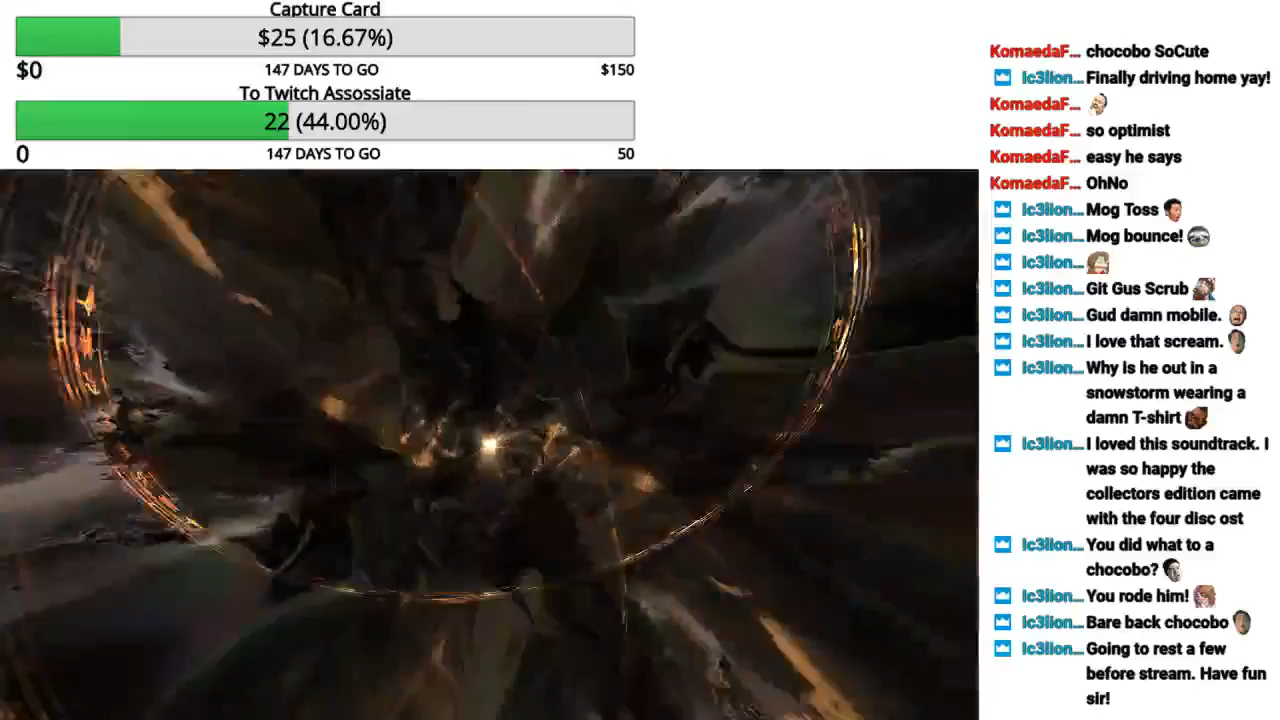 Capture Card
$25 (16.67%)
$0 147 DAYS TO GO $150
To Twitch Assossiate
22 (44.00%)
0 147 DAYS TO GO 50
KomaedaF... chocobo SoCute
Ic3lion... Finally driving home yay!
KomaedaF...
KomaedaF... so optimist
KomaedaF... easy he says
KomaedaF... OhNo
Ic3lion... Mog Toss
Ic3lion... Mog bounce!
Ic3lion...
Ic3lion... Git Gus Scrub
Ic3lion... Gud damn mobile.
Ic3lion... I love that scream.
Ic3lion... Why is he out in a
snowstorm wearing a
damn T-shirt
Ic3lion... I loved this soundtrack. I
was so happy the
collectors edition came
with the four disc ost
Ic3lion... You did what to a
chocobo?
Ic3lion... You rode him!
Ic3lion... Bare back chocobo
Ic3lion... Going to rest a few
before stream. Have fun
sir!